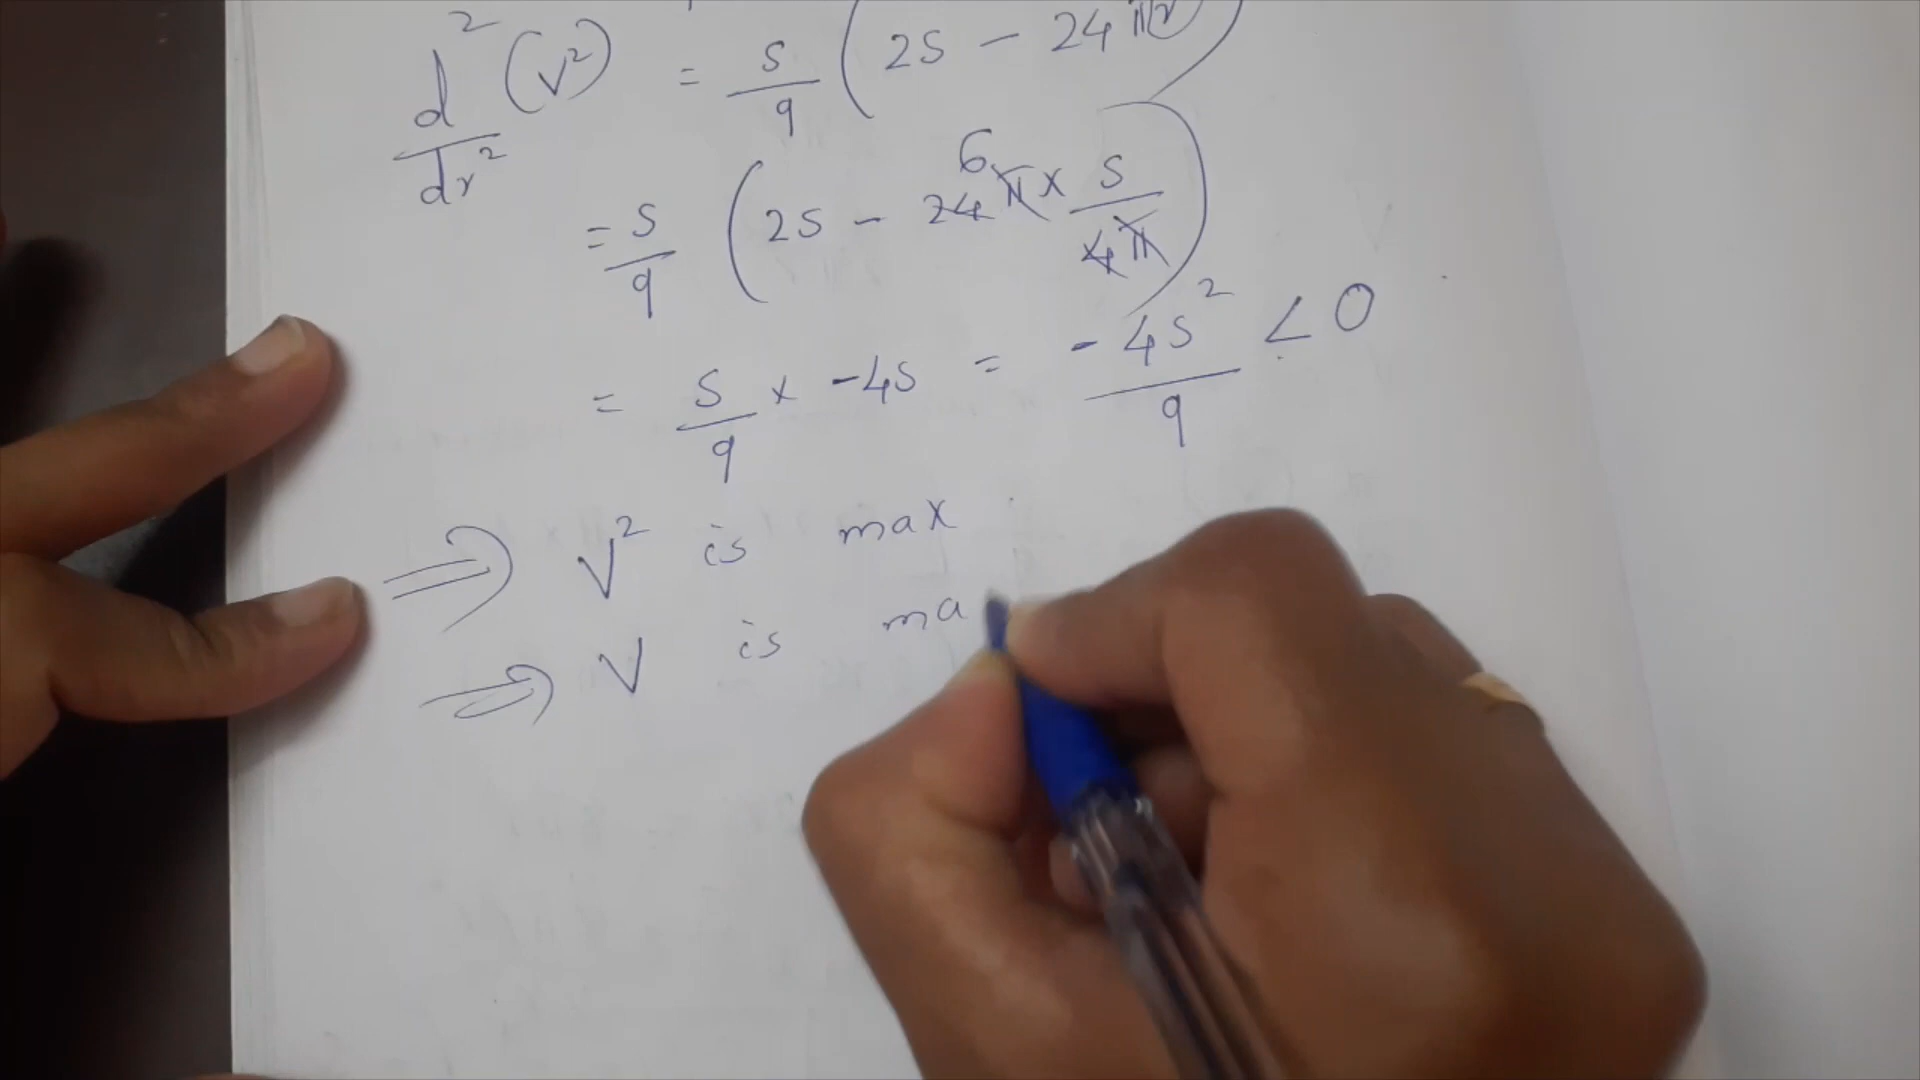 d²/dr² (V²) = S/9 (2S - 24πr²)
= S/9 (2S - 24π × S/4π) 6
= S/9 × -4S = -4S²/9 < 0
⇒ V² is max
⇒ V is ma